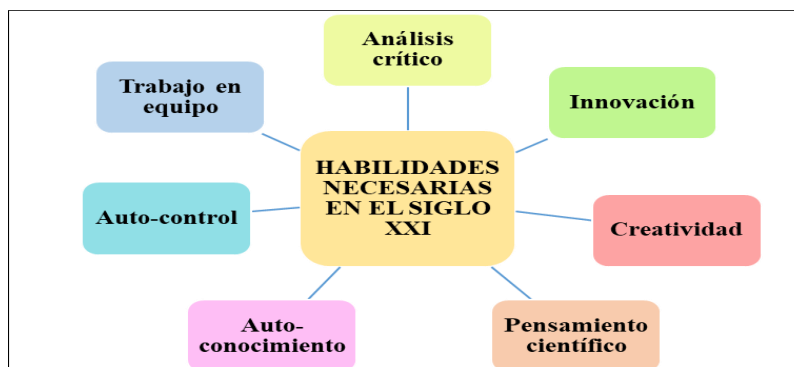 Análisis
crítico
Trabajo en
equipo
Innovación
HABILIDADES
NECESARIAS
EN EL SIGLO
XXI
Auto-control
Creatividad
Auto-
conocimiento
Pensamiento
científico